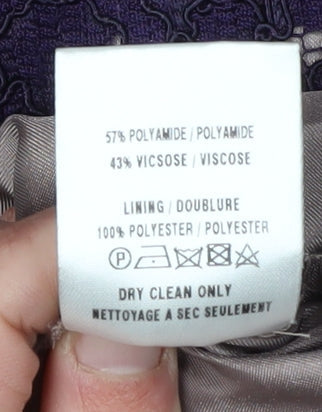 57% POLYAMIDE / POLYAMIDE
43% VICSOSE / VISCOSE
LINING / DOUBLURE
100% POLYESTER / POLYESTER
P
DRY CLEAN ONLY
NETTOYAGE A SEC SEULEMENT